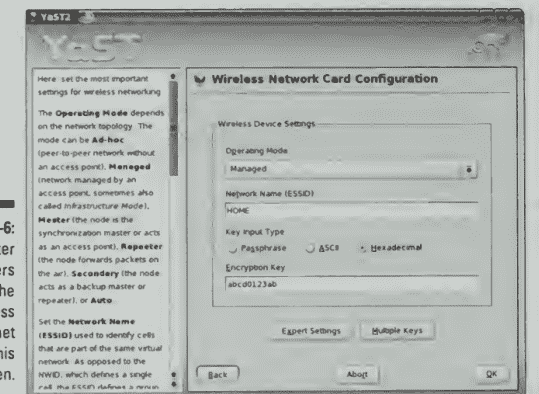 YaST2
YaST
Here set the most important
settings for wireless networking
The Operating Mode depends
on the network topology The
mode can be Ad-hoc
(peer-to-peer network without
an access point), Managed
(network managed by an
access point, sometimes also
called Infrastructure Mode),
Master (the node is the
synchronization master or acts
as an access point), Repeater
(the node forwards packets on
the air), Secondary (the node
acts as a backup master or
repeater), or Auto
Set the Network Name
(ESSID) used to identify cells
that are part of the same virtual
network As opposed to the
NWID, which defines a single
cell, the ESSID defines a group
Wireless Network Card Configuration
Wireless Device Settings
Operating Mode
Managed
Network Name (ESSID)
HOME
Key Input Type
Passphrase ASCII Hexadecimal
Encryption Key
abcd0123ab
Expert Settings Multiple Keys
Back Abort OK
-6:
ter
ers
he
ss
net
his
en.